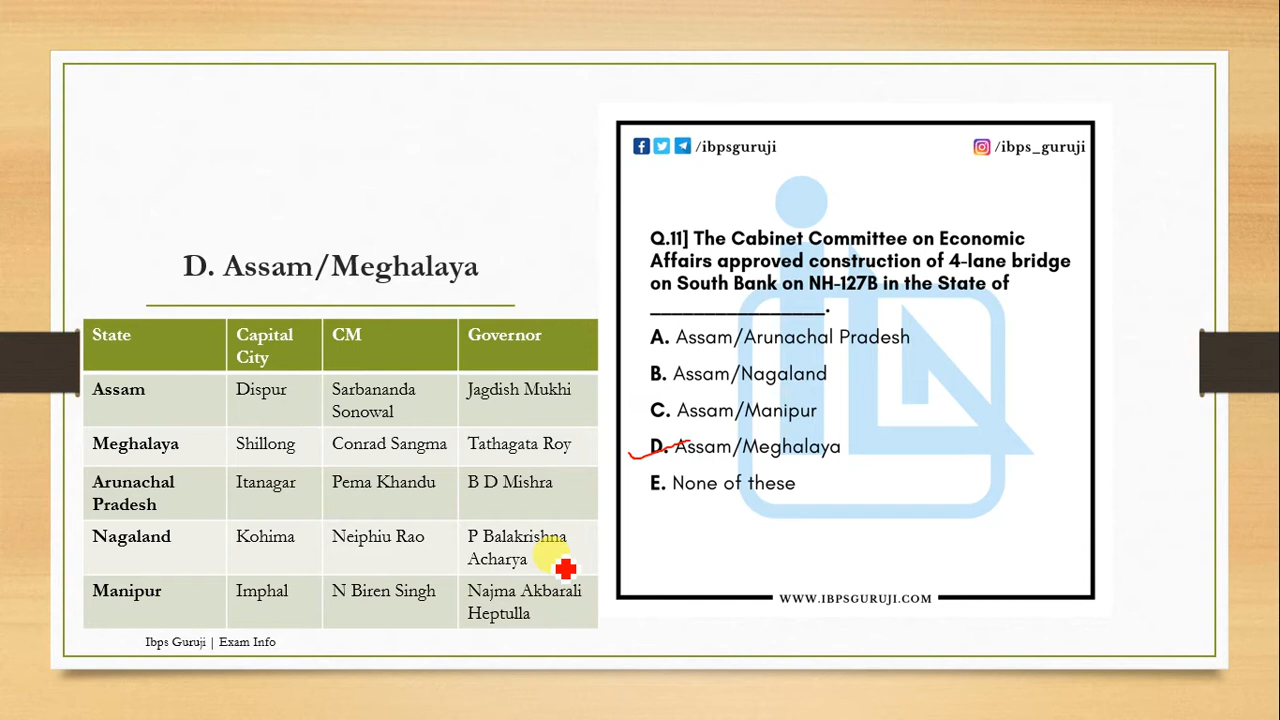 D. Assam/Meghalaya
State Capital City CM Governor
Assam Dispur Sarbananda Sonowal Jagdish Mukhi
Meghalaya Shillong Conrad Sangma Tathagata Roy
Arunachal Pradesh Itanagar Pema Khandu B D Mishra
Nagaland Kohima Neiphiu Rao P Balakrishna Acharya
Manipur Imphal N Biren Singh Najma Akbarali Heptulla
Ibps Guruji | Exam Info
/ibpsguruji /ibps_guruji
Q.11] The Cabinet Committee on Economic
Affairs approved construction of 4-lane bridge
on South Bank on NH-127B in the State of
________________.
A. Assam/Arunachal Pradesh
B. Assam/Nagaland
C. Assam/Manipur
D. Assam/Meghalaya
E. None of these
WWW.IBPSGURUJI.COM